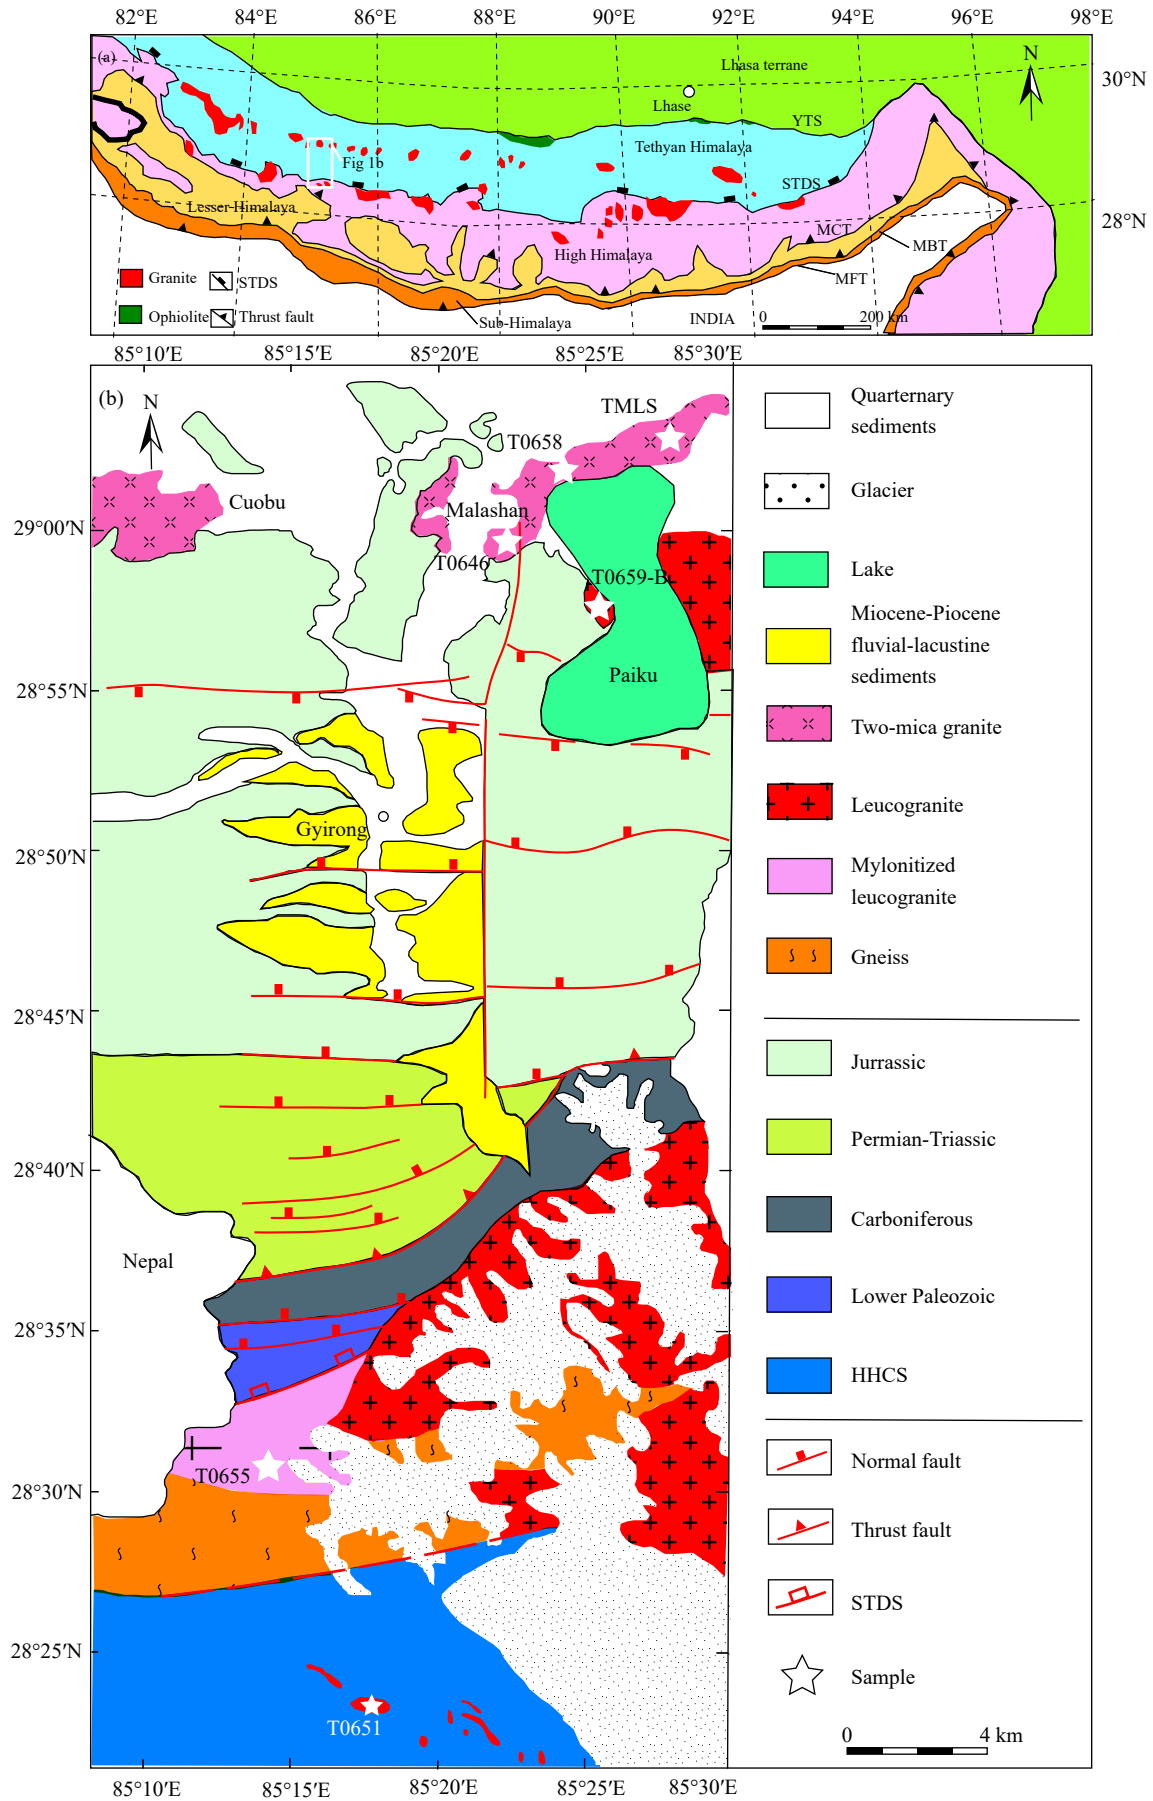 82°E 84°E 86°E 88°E 90°E 92°E 94°E 96°E 98°E
(a)
N
Lhasa terrane
30°N
Lhase
YTS
Tethyan Himalaya
Fig 1b
STDS
Lesser-Himalaya
28°N
MCT
MBT
High Himalaya
MFT
Granite
STDS
Ophiolite
Thrust fault
Sub-Himalaya
INDIA
0 200 km
85°10′E 85°15′E 85°20′E 85°25′E 85°30′E
(b)
N
TMLS
T0658
Cuobu
Malashan
29°00′N
T0646
T0659-B
Paiku
28°55′N
Gyirong
28°50′N
28°45′N
28°40′N
Nepal
28°35′N
T0655
28°30′N
28°25′N
T0651
85°10′E 85°15′E 85°20′E 85°25′E 85°30′E
Quarternary
sediments
Glacier
Lake
Miocene-Piocene
fluvial-lacustine
sediments
Two-mica granite
Leucogranite
Mylonitized
leucogranite
Gneiss
Jurrassic
Permian-Triassic
Carboniferous
Lower Paleozoic
HHCS
Normal fault
Thrust fault
STDS
Sample
0 4 km